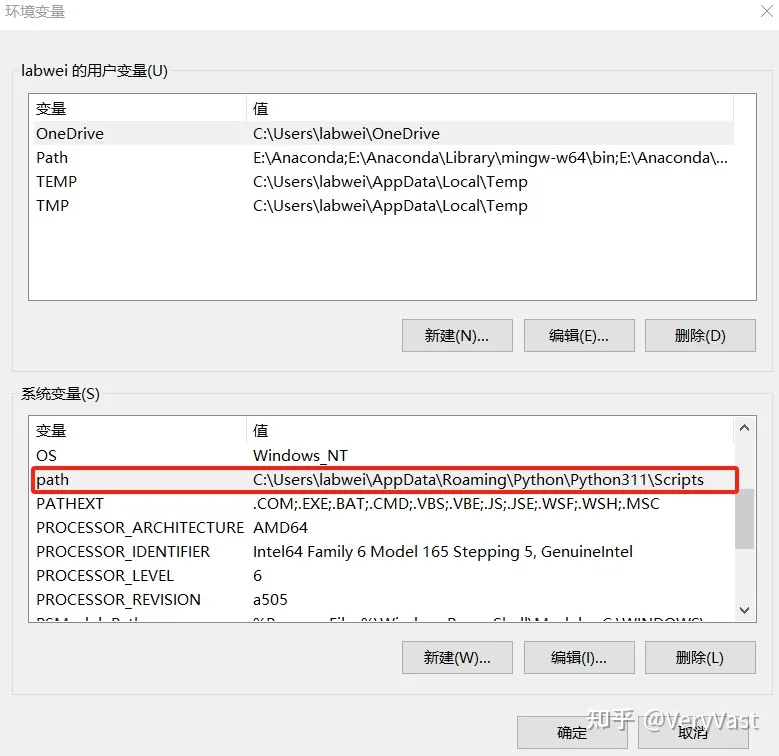 环境变量
labwei 的用户变量(U)
变量 值
OneDrive C:\Users\labwei\OneDrive
Path E:\Anaconda;E:\Anaconda\Library\mingw-w64\bin;E:\Anaconda\...
TEMP C:\Users\labwei\AppData\Local\Temp
TMP C:\Users\labwei\AppData\Local\Temp
新建(N)... 编辑(E)... 删除(D)
系统变量(S)
变量 值
OS Windows_NT
path C:\Users\labwei\AppData\Roaming\Python\Python311\Scripts
PATHEXT .COM;.EXE;.BAT;.CMD;.VBS;.VBE;.JS;.JSE;.WSF;.WSH;.MSC
PROCESSOR_ARCHITECTURE AMD64
PROCESSOR_IDENTIFIER Intel64 Family 6 Model 165 Stepping 5, GenuineIntel
PROCESSOR_LEVEL 6
PROCESSOR_REVISION a505
新建(W)... 编辑(I)... 删除(L)
知乎 @VeryVast
确定 取消